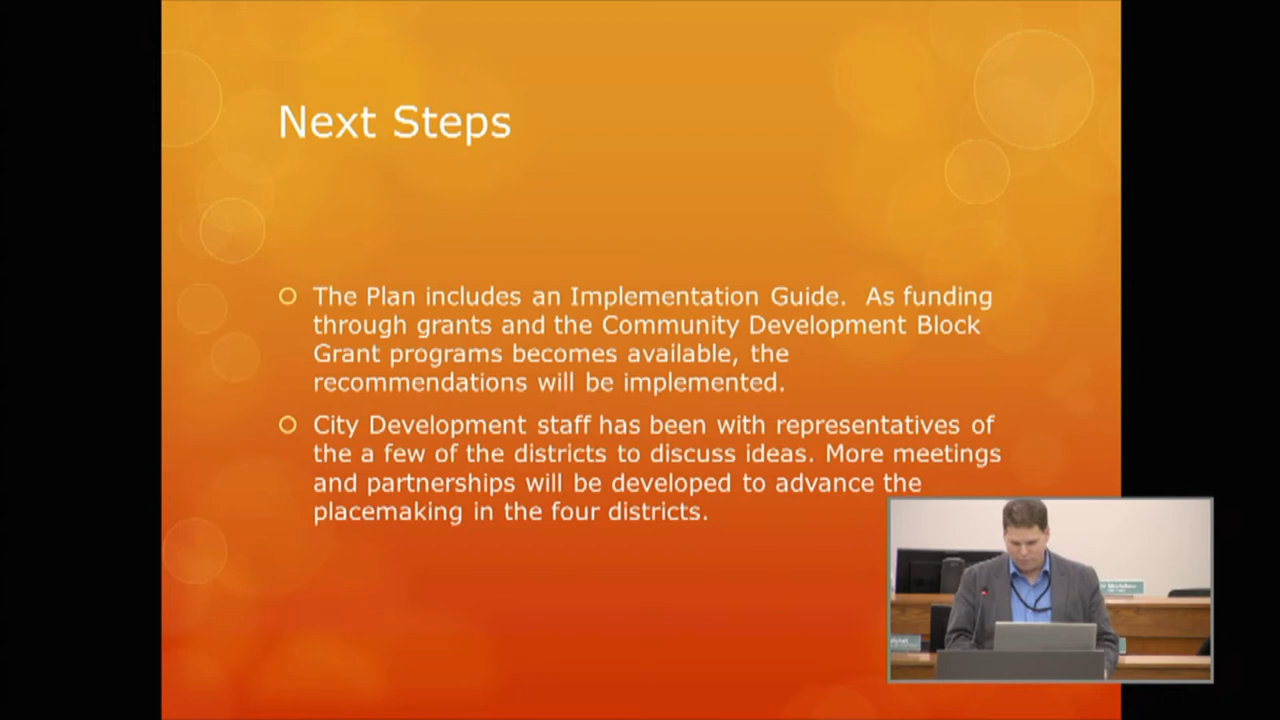 Next Steps
The Plan includes an Implementation Guide.  As funding
through grants and the Community Development Block
Grant programs becomes available, the
recommendations will be implemented.
City Development staff has been with representatives of
the a few of the districts to discuss ideas. More meetings
and partnerships will be developed to advance the
placemaking in the four districts.